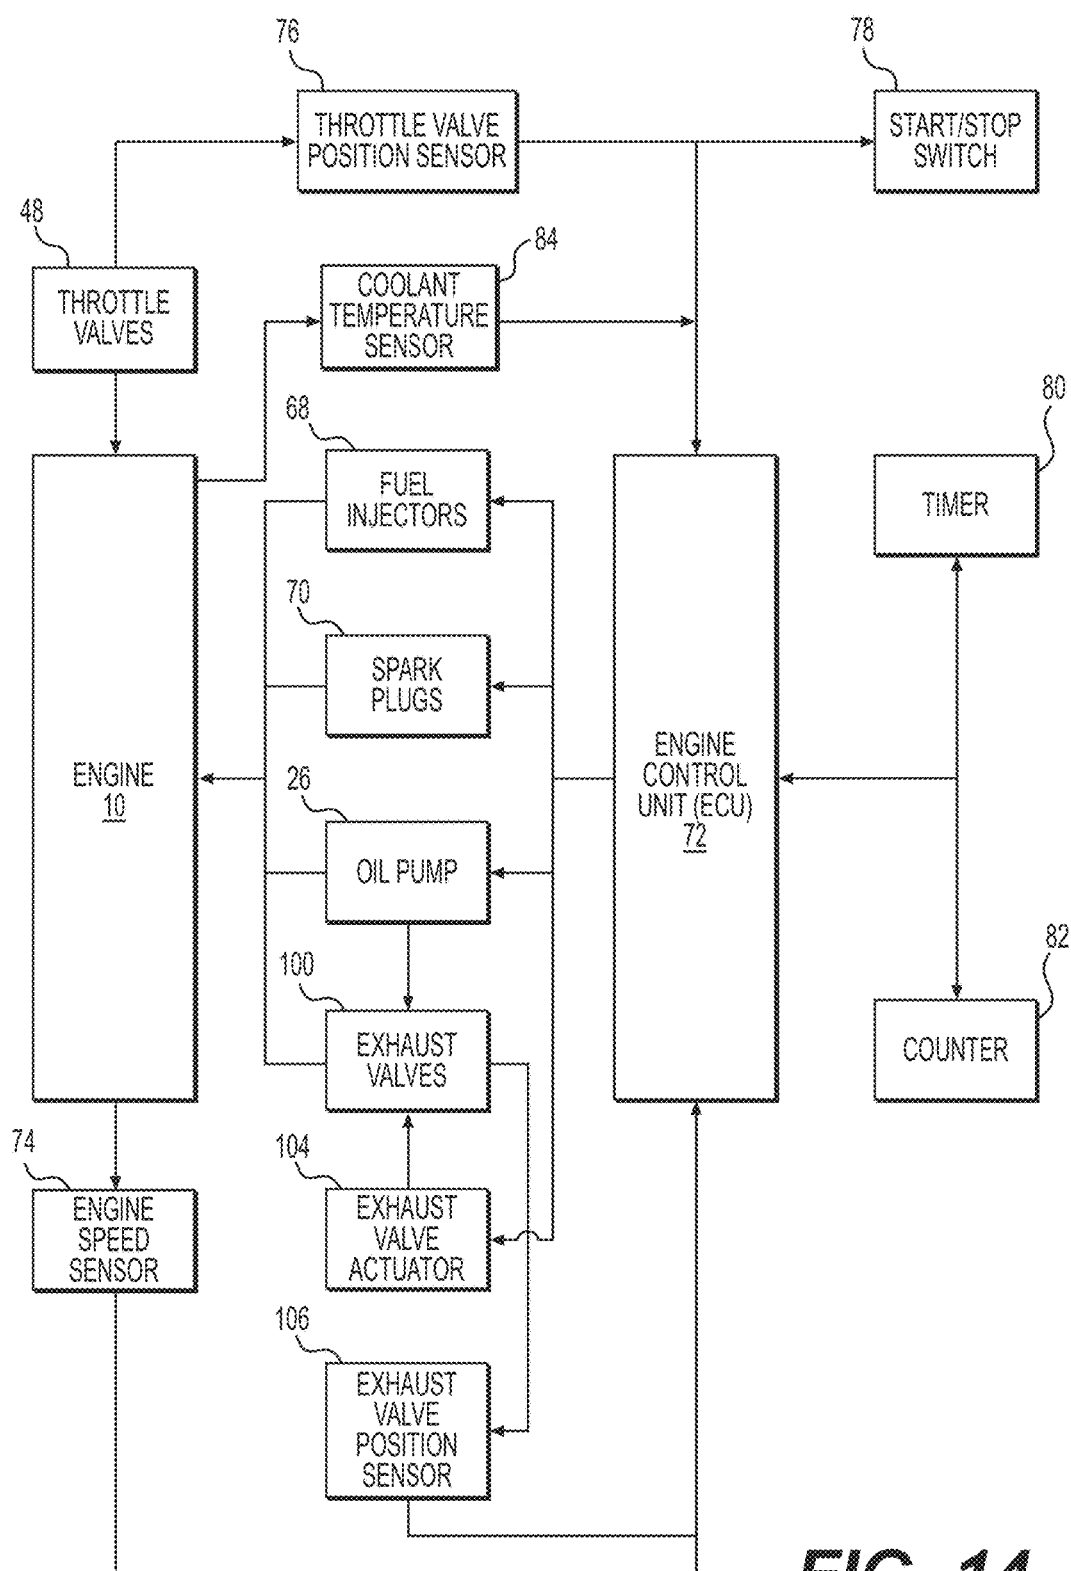 76
78
THROTTLE VALVE
POSITION SENSOR
START/STOP
SWITCH
48
84
THROTTLE
VALVES
COOLANT
TEMPERATURE
SENSOR
80
68
FUEL
INJECTORS
TIMER
70
SPARK
PLUGS
ENGINE
10
ENGINE
CONTROL
UNIT (ECU)
72
26
OIL PUMP
82
100
EXHAUST
VALVES
COUNTER
74
104
ENGINE
SPEED
SENSOR
EXHAUST
VALVE
ACTUATOR
106
EXHAUST
VALVE
POSITION
SENSOR
FIG. 14